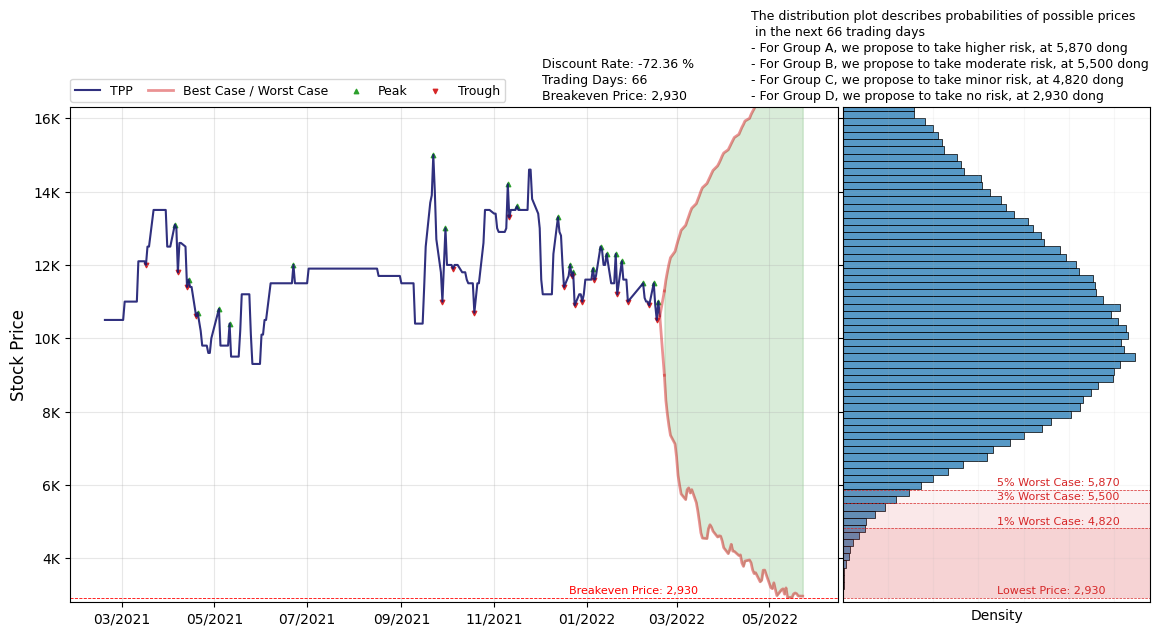 The distribution plot describes probabilities of possible prices
in the next 66 trading days
- For Group A, we propose to take higher risk, at 5,870 dong
- For Group B, we propose to take moderate risk, at 5,500 dong
- For Group C, we propose to take minor risk, at 4,820 dong
- For Group D, we propose to take no risk, at 2,930 dong
Discount Rate: -72.36 %
Trading Days: 66
Breakeven Price: 2,930
TPP
Best Case / Worst Case
Peak
Trough
Stock Price
16K
14K
12K
10K
8K
6K
4K
Breakeven Price: 2,930
03/2021
05/2021
07/2021
09/2021
11/2021
01/2022
03/2022
05/2022
5% Worst Case: 5,870
3% Worst Case: 5,500
1% Worst Case: 4,820
Lowest Price: 2,930
Density